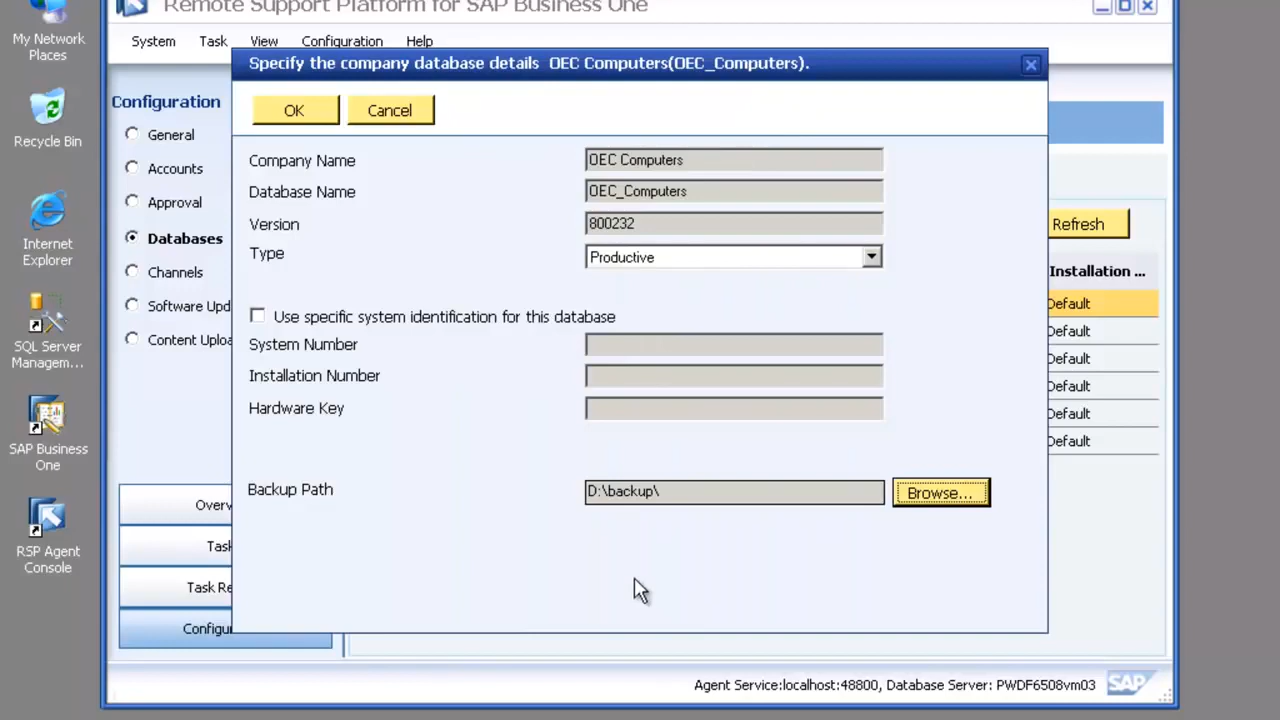 Remote Support Platform for SAP Business One
System Task View Configuration Help
My Network
Places
Recycle Bin
Internet
Explorer
SQL Server
Managem...
SAP Business
One
RSP Agent
Console
Configuration
General
Accounts
Approval
Databases
Channels
Software Upd
Content Uploa
Overv
Task
Task Re
Configu
Specify the company database details OEC Computers(OEC_Computers).
OK Cancel
Company Name OEC Computers
Database Name OEC_Computers
Version 800232
Type Productive
Use specific system identification for this database
System Number
Installation Number
Hardware Key
Backup Path D:\backup\ Browse...
Refresh
Installation ...
Default
Default
Default
Default
Default
Default
Agent Service:localhost:48800, Database Server: PWDF6508vm03 SAP